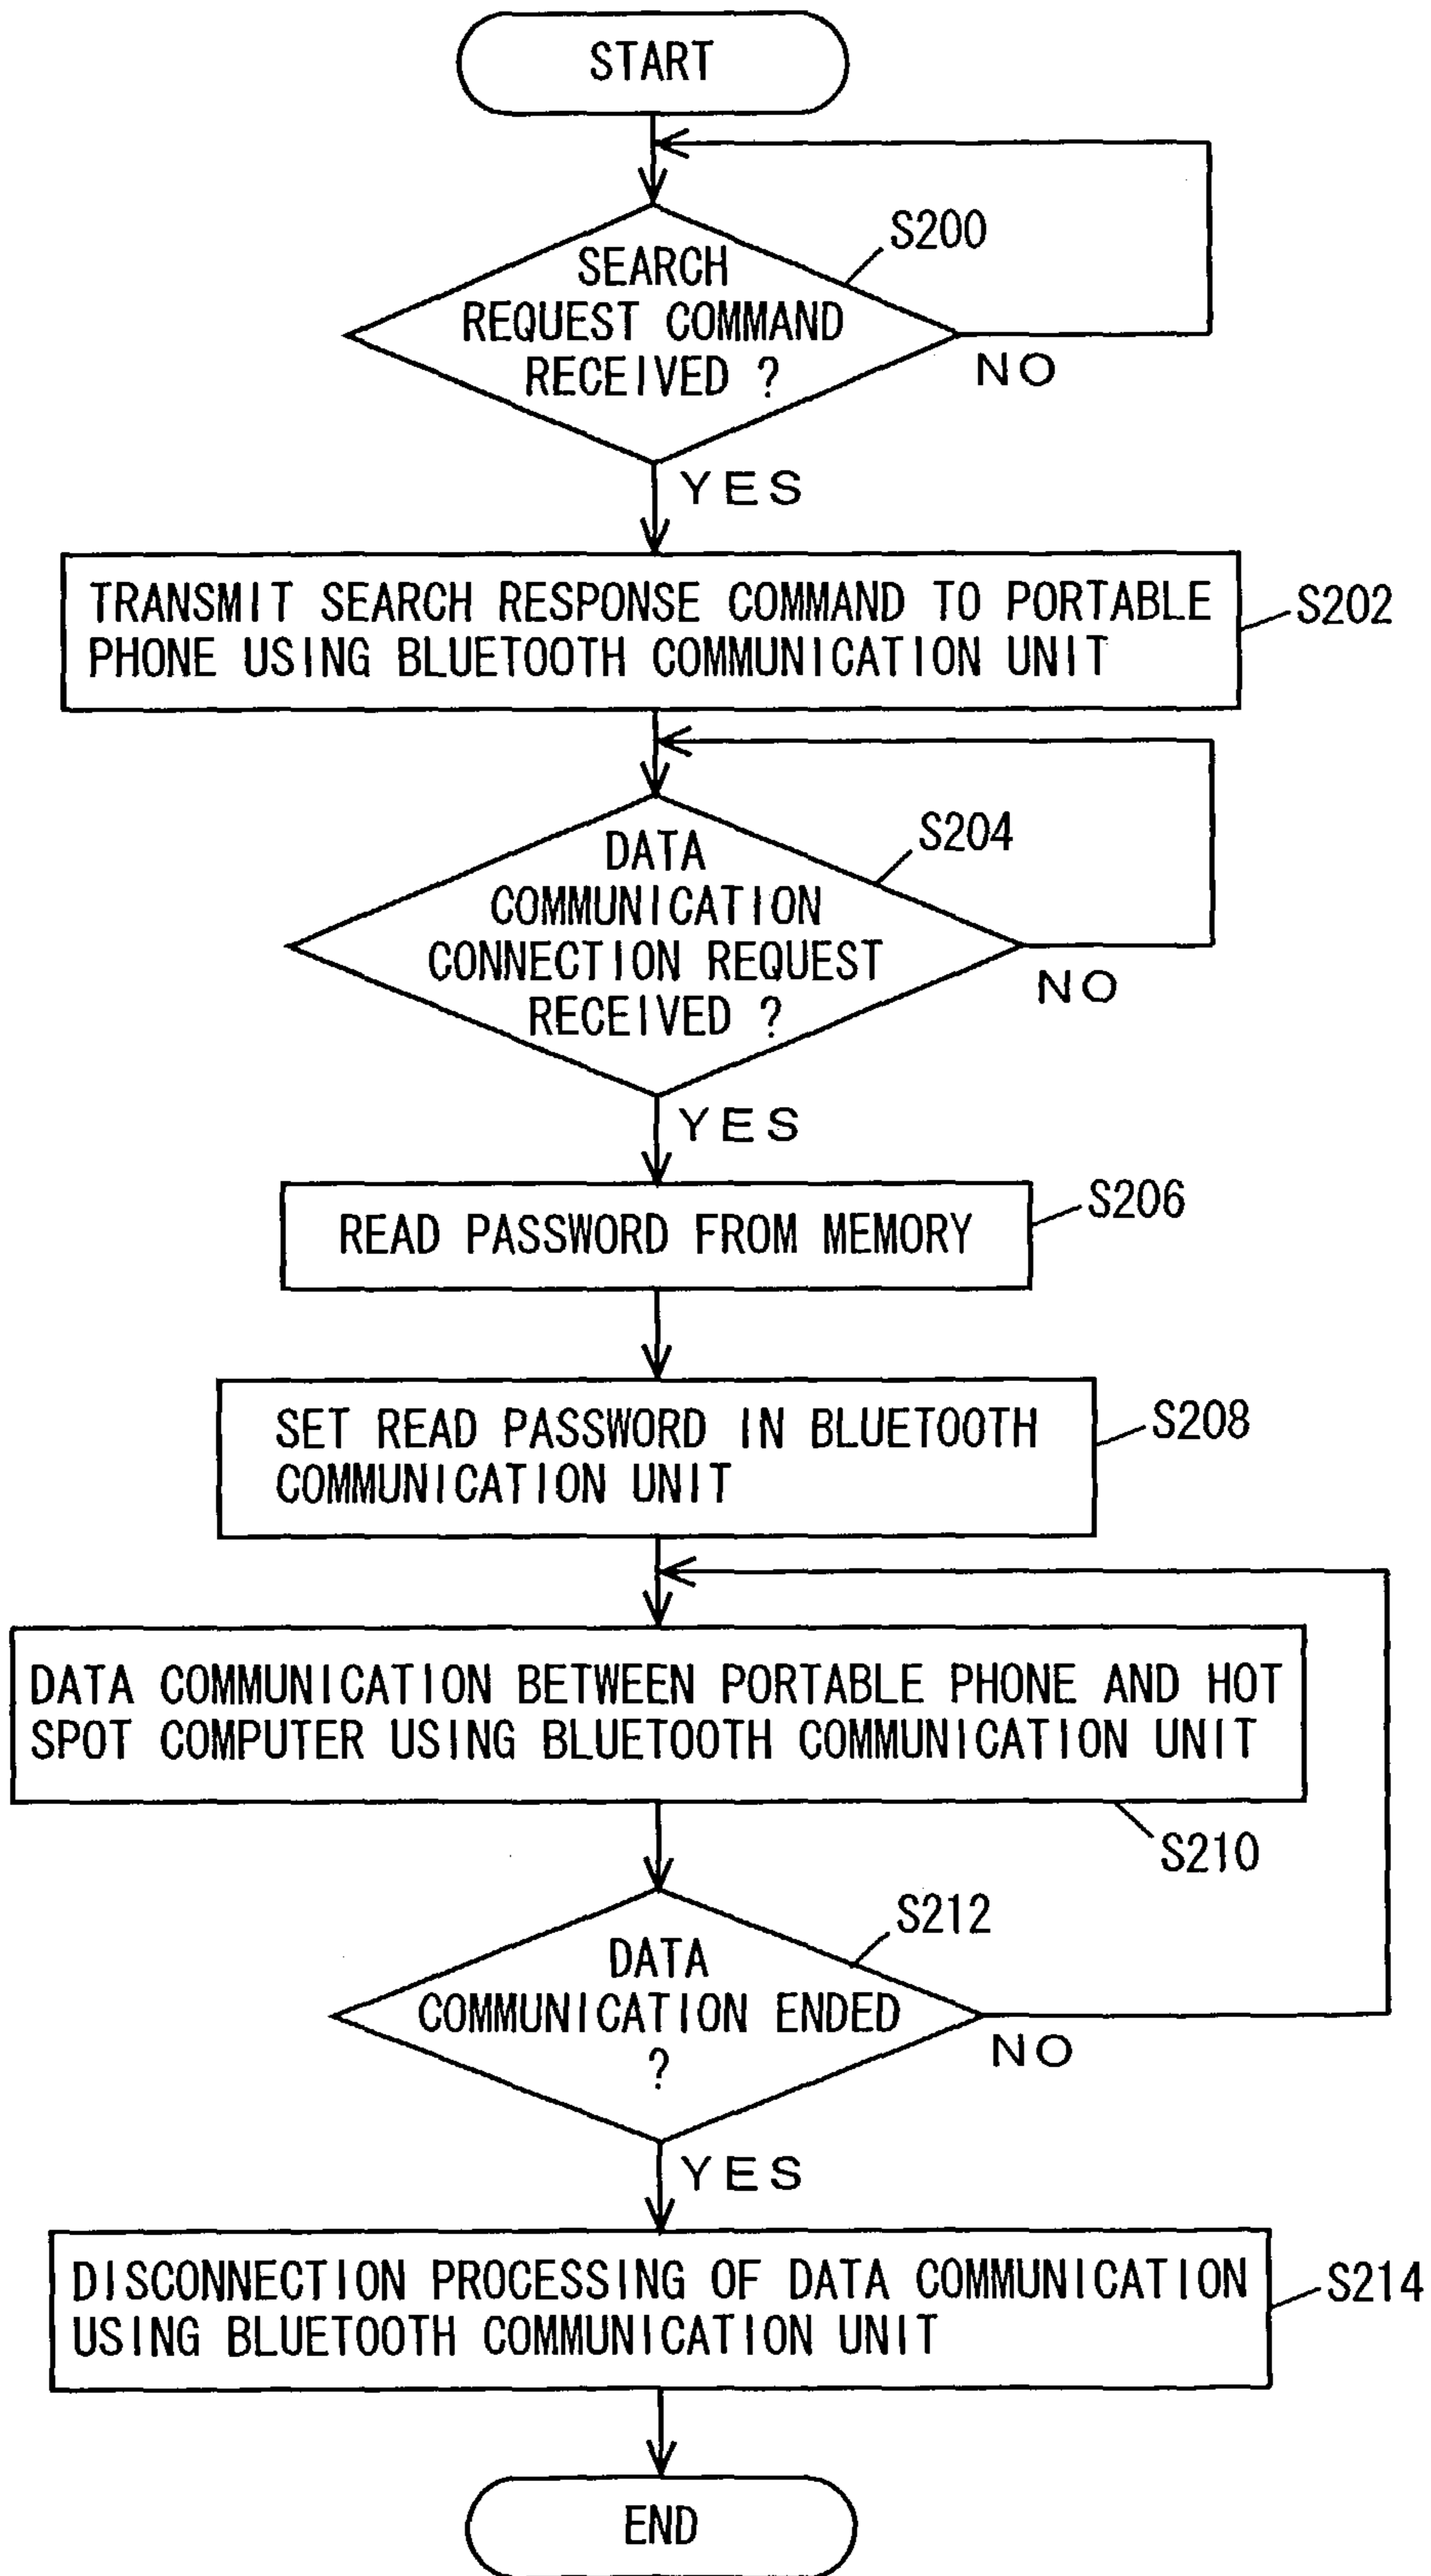 START
S200
SEARCH
REQUEST COMMAND
RECEIVED ?
NO
YES
TRANSMIT SEARCH RESPONSE COMMAND TO PORTABLE
PHONE USING BLUETOOTH COMMUNICATION UNIT
S202
S204
DATA
COMMUNICATION
CONNECTION REQUEST
RECEIVED ?
NO
YES
READ PASSWORD FROM MEMORY
S206
SET READ PASSWORD IN BLUETOOTH
COMMUNICATION UNIT
S208
DATA COMMUNICATION BETWEEN PORTABLE PHONE AND HOT
SPOT COMPUTER USING BLUETOOTH COMMUNICATION UNIT
S210
S212
DATA
COMMUNICATION ENDED
?
NO
YES
DISCONNECTION PROCESSING OF DATA COMMUNICATION
USING BLUETOOTH COMMUNICATION UNIT
S214
END